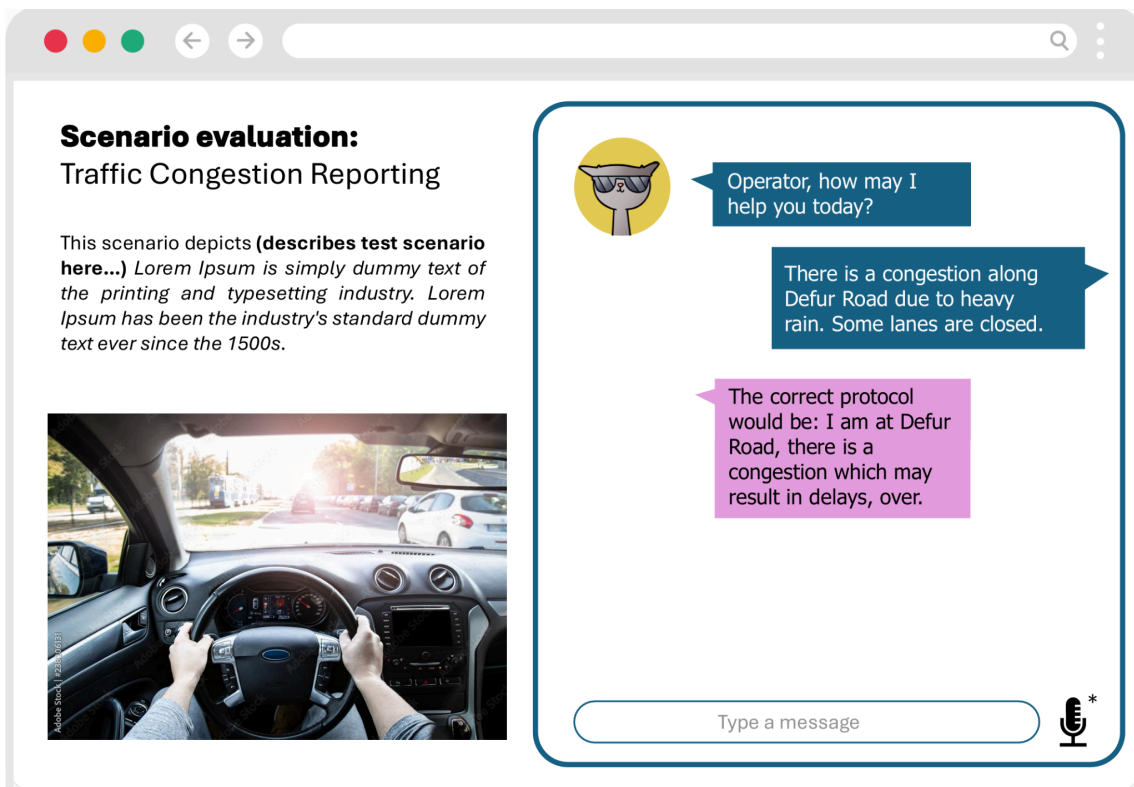 Scenario evaluation:
Traffic Congestion Reporting
This scenario depicts (describes test scenario
here...) Lorem Ipsum is simply dummy text of
the printing and typesetting industry. Lorem
Ipsum has been the industry's standard dummy
text ever since the 1500s.
Operator, how may I
help you today?
There is a congestion along
Defur Road due to heavy
rain. Some lanes are closed.
The correct protocol
would be: I am at Defur
Road, there is a
congestion which may
result in delays, over.
Type a message
*
Adobe Stock